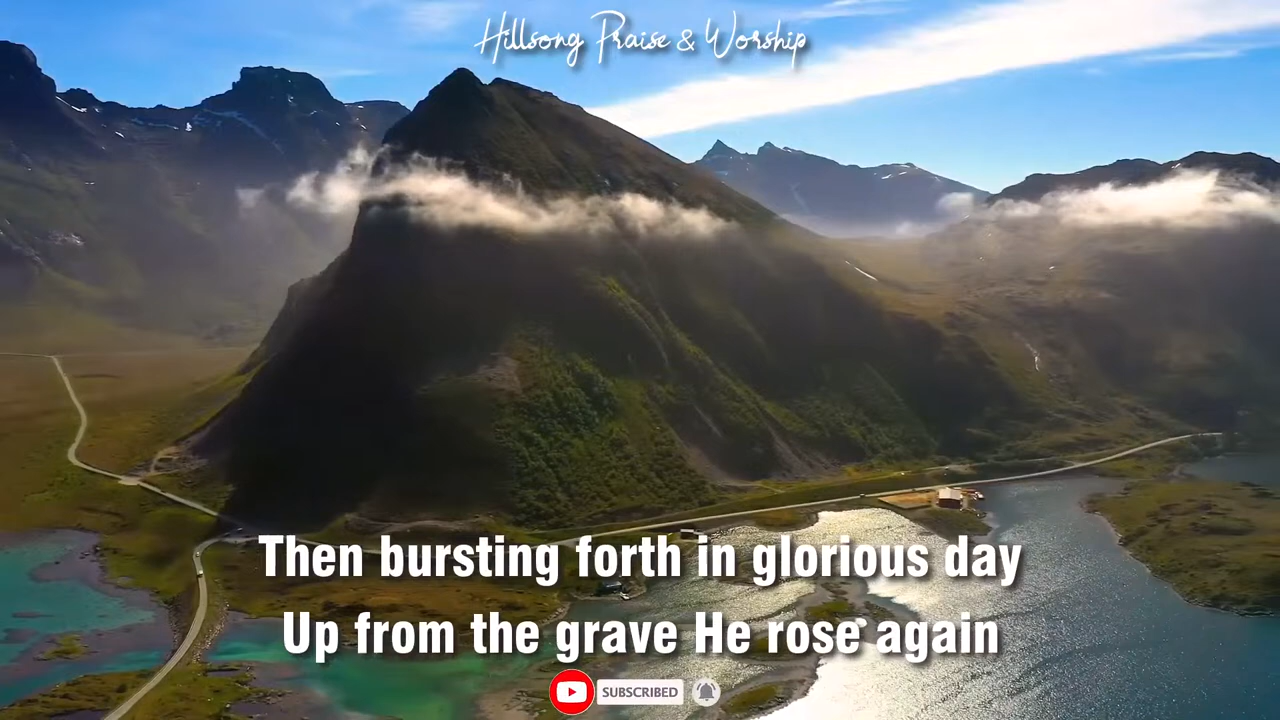 Hillsong Praise & Worship
Then bursting forth in glorious day
Up from the grave He rose again
SUBSCRIBED